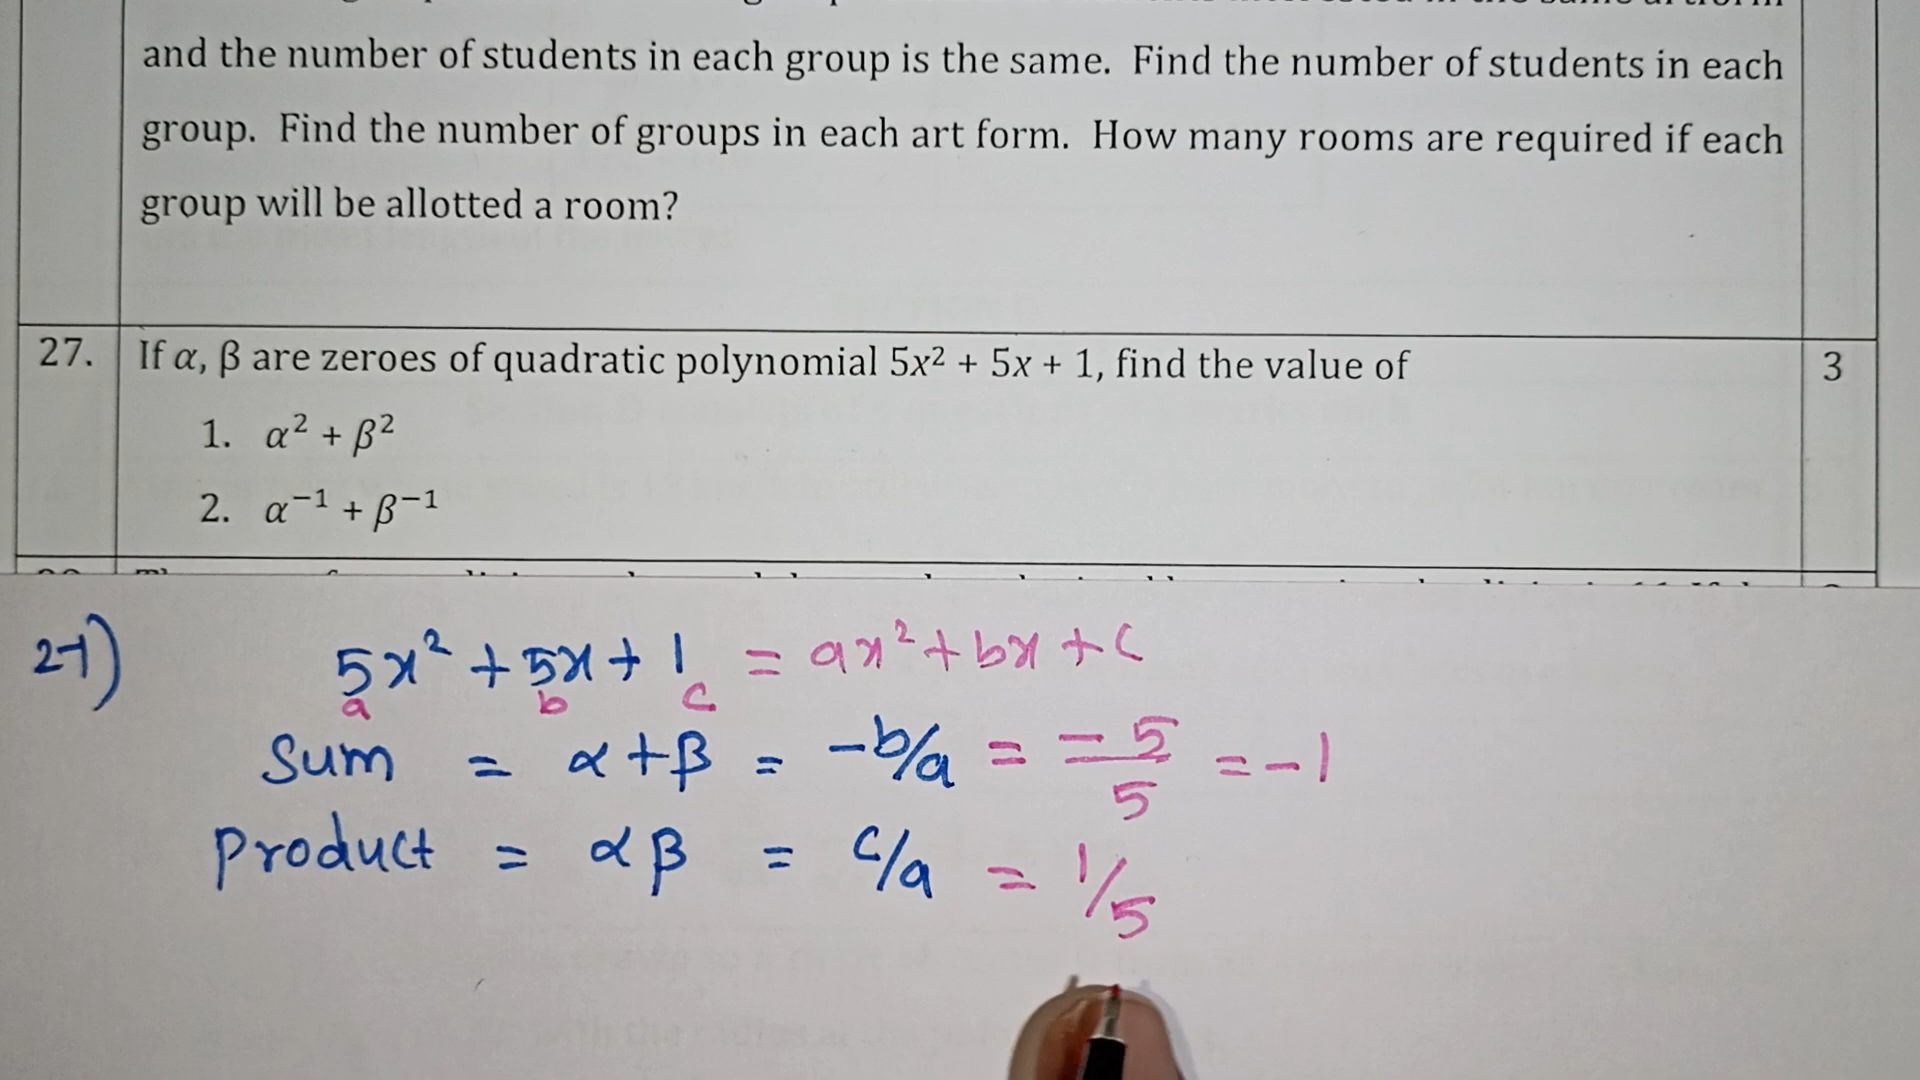 and the number of students in each group is the same. Find the number of students in each
group. Find the number of groups in each art form. How many rooms are required if each
group will be allotted a room?
27. If α, β are zeroes of quadratic polynomial 5x² + 5x + 1, find the value of 3
1. α² + β²
2. α⁻¹ + β⁻¹
27) 5x² + 5x + 1 = ax² + bx + c
a b c
Sum = α + β = -b/a = -5/5 = -1
Product = αβ = c/a = 1/5